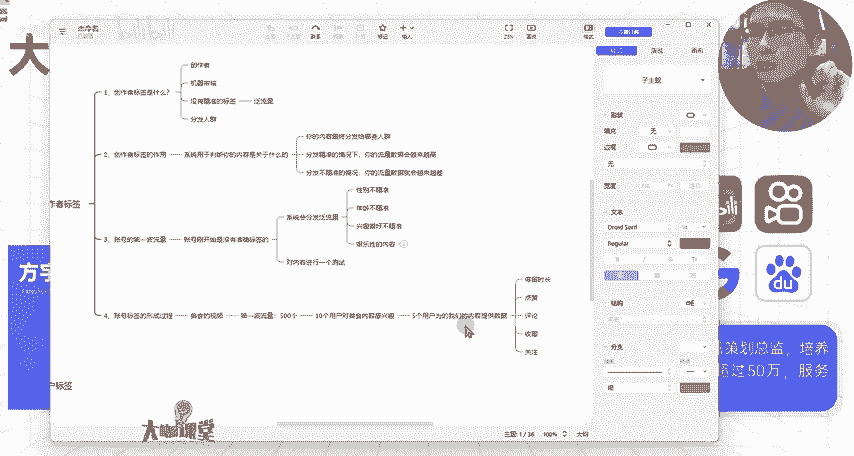 未命名
大
bilibili
插入
23%
子主题
填充
无
边框
无
宽度
文本
Droid Serif
14
Regular
结构
分支
1、创作者标签是什么？
创作者
机器审核
没有精准的标签
泛流量
分发人群
2、创作者标签的作用
系统用于判断你的内容是关于什么的
你的内容最终分发给哪些人群
分发精准的情况下，你的流量数据会越来越高
分发不精准的情况，你的流量数据就会越来越差
作者标签
3、账号的第一波流量
账号刚开始是没有准确标签的
系统会分发泛流量
性别不精准
年龄不精准
兴趣爱好不精准
娱乐性的内容
对内容进行一个测试
4、账号标签的形成过程
美食的视频
第一波流量：500个
10个用户对美食内容感兴趣
5个用户为的我们的内容提供数据
停留时长
点赞
评论
收藏
关注
户标签
主题：1 / 36
100%
大纲
方
du
策划总监，培养
超过50万，服务
大 课堂